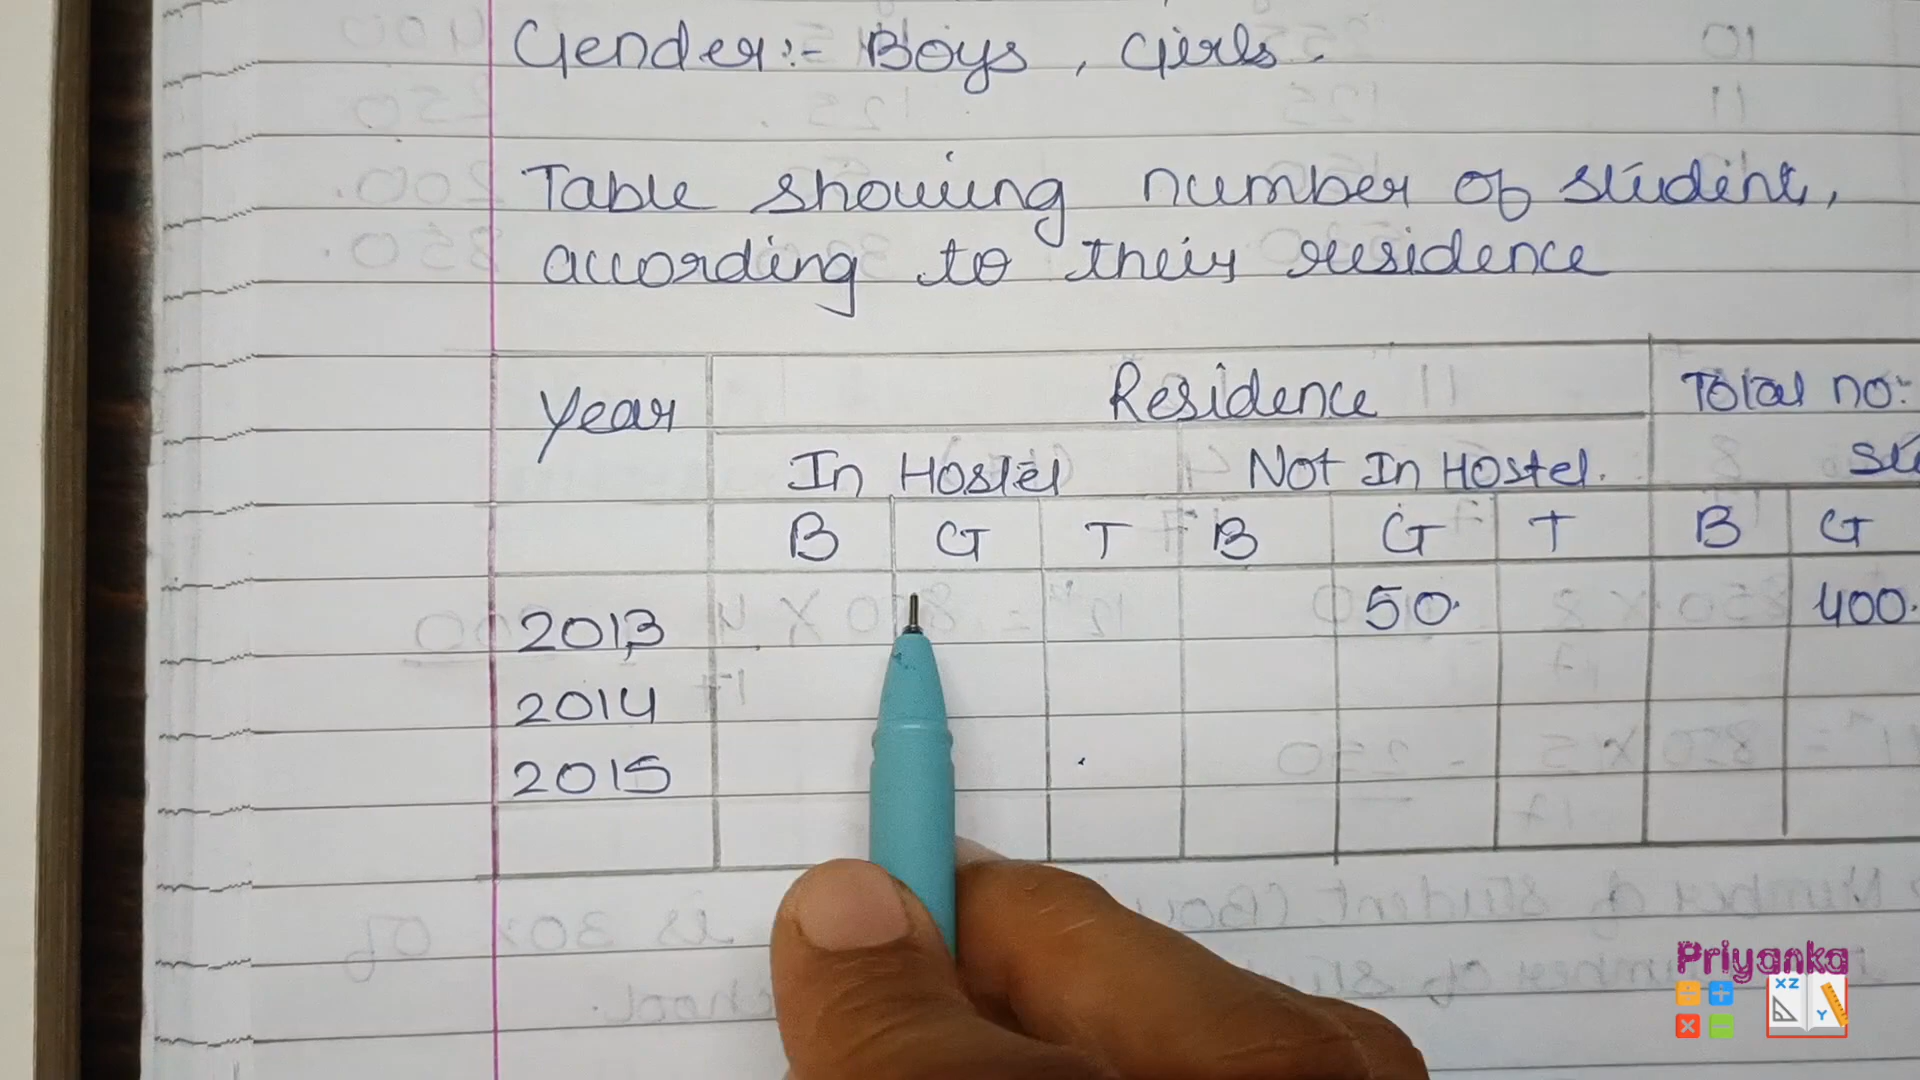 Gender:- Boys, Girls.
Table showing number of student,
according to their residence
Year Residence Total no:
In Hostel Not In Hostel.
B G T B G T B G
2013 50. 400.
2014
2015
Priyanka
XZ
Y